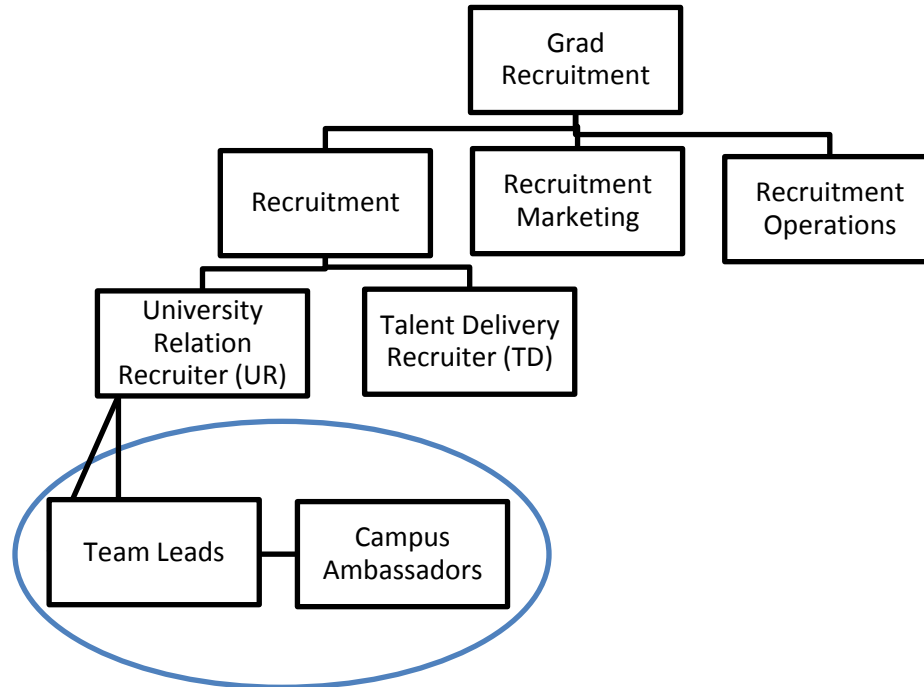 Grad
Recruitment
Recruitment
Recruitment
Marketing
Recruitment
Operations
University
Relation
Recruiter (UR)
Talent Delivery
Recruiter (TD)
Team Leads
Campus
Ambassadors